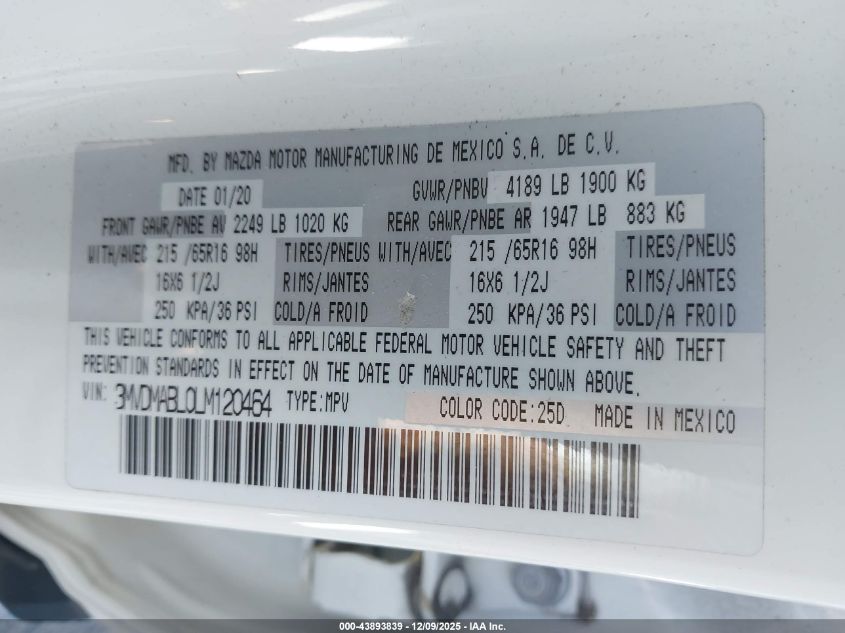 MFD. BY MAZDA MOTOR MANUFACTURING DE MEXICO S.A. DE C.V.
DATE 01/20 GVWR/PNBV 4189 LB 1900 KG
FRONT GAWR/PNBE AV 2249 LB 1020 KG REAR GAWR/PNBE AR 1947 LB 883 KG
WITH/AVEC 215 /65R16 98H TIRES/PNEUS WITH/AVEC 215 /65R16 98H TIRES/PNEUS
16X6 1/2J RIMS/JANTES 16X6 1/2J RIMS/JANTES
250 KPA/36 PSI COLD/A FROID 250 KPA/36 PSI COLD/A FROID
THIS VEHICLE CONFORMS TO ALL APPLICABLE FEDERAL MOTOR VEHICLE SAFETY AND THEFT
PREVENTION STANDARDS IN EFFECT ON THE DATE OF MANUFACTURE SHOWN ABOVE.
VIN: 3MVDMABL0LM120464 TYPE:MPV COLOR CODE:25D MADE IN MEXICO
000-43893839 - 12/09/2025 - IAA Inc.